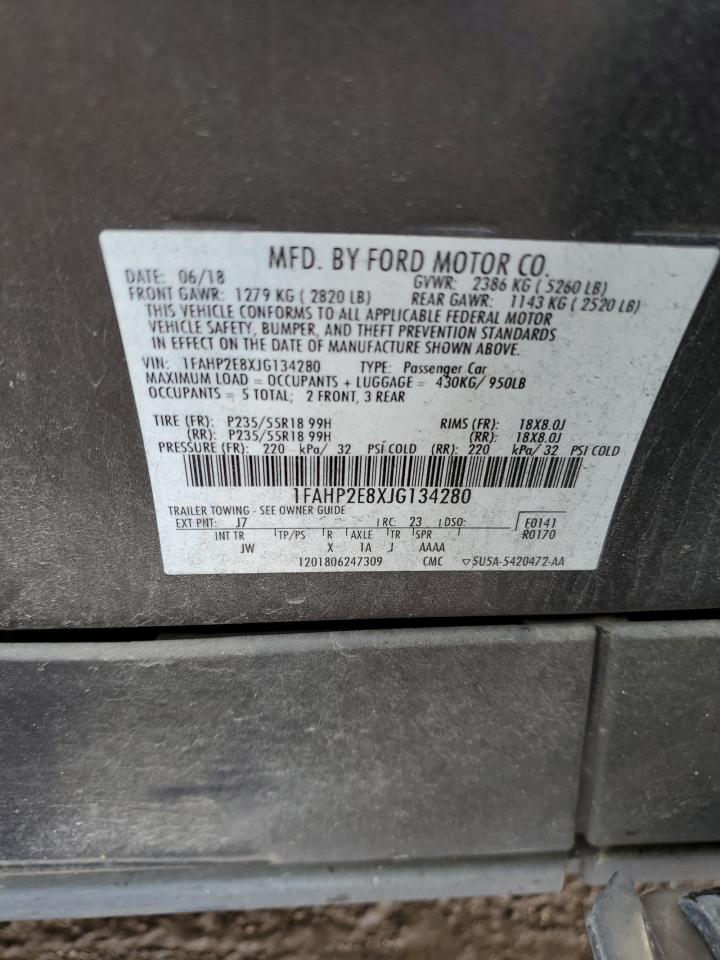 MFD. BY FORD MOTOR CO.
DATE: 06/18 GVWR: 2386 KG ( 5260 LB)
FRONT GAWR: 1279 KG ( 2820 LB) REAR GAWR: 1143 KG ( 2520 LB)
THIS VEHICLE CONFORMS TO ALL APPLICABLE FEDERAL MOTOR
VEHICLE SAFETY, BUMPER, AND THEFT PREVENTION STANDARDS
IN EFFECT ON THE DATE OF MANUFACTURE SHOWN ABOVE.
VIN: 1FAHP2E8XJG134280 TYPE: Passenger Car
MAXIMUM LOAD = OCCUPANTS + LUGGAGE = 430KG/ 950LB
OCCUPANTS = 5 TOTAL; 2 FRONT, 3 REAR
TIRE (FR): P235/55R18 99H RIMS (FR): 18X8.0J
(RR): P235/55R18 99H (RR): 18X8.0J
PRESSURE (FR): 220 kPa/ 32 PSI COLD (RR): 220 kPa/ 32 PSI COLD
1FAHP2E8XJG134280
TRAILER TOWING - SEE OWNER GUIDE
EXT PNT: J7 RC: 23 DSO: F0141
INT TR TP/PS R AXLE TR SPR R0170
JW X 1A J AAAA
1201806247309 CMC ▽5U5A-5420472-AA